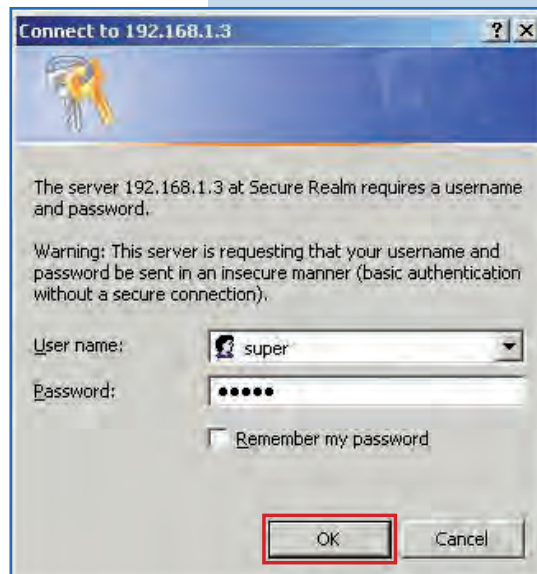 Connect to 192.168.1.3
The server 192.168.1.3 at Secure Realm requires a username
and password.
Warning: This server is requesting that your username and
password be sent in an insecure manner (basic authentication
without a secure connection).
User name:
super
Password:
•••••
Remember my password
OK
Cancel